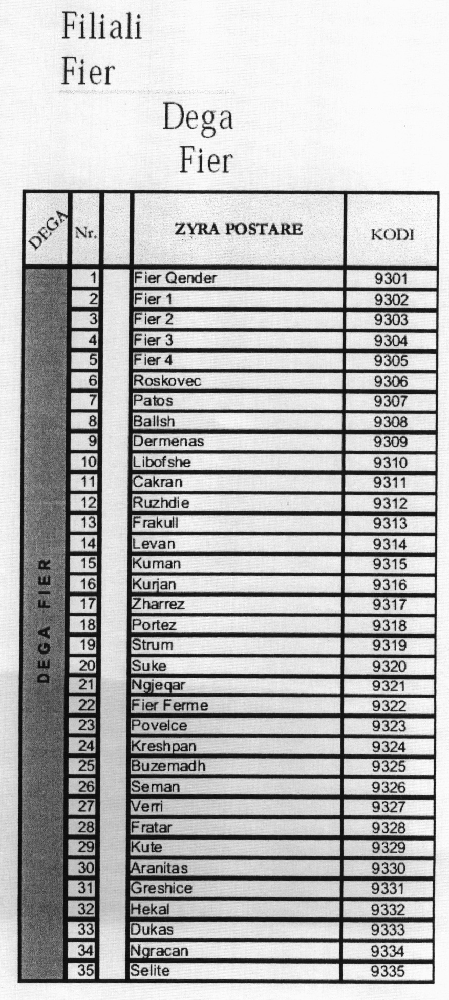 Filiali
Fier
Dega
Fier
DEGA Nr. ZYRA POSTARE KODI
DEGA FIER
1 Fier Qender 9301
2 Fier 1 9302
3 Fier 2 9303
4 Fier 3 9304
5 Fier 4 9305
6 Roskovec 9306
7 Patos 9307
8 Ballsh 9308
9 Dermenas 9309
10 Libofshe 9310
11 Cakran 9311
12 Ruzhdie 9312
13 Frakull 9313
14 Levan 9314
15 Kuman 9315
16 Kurjan 9316
17 Zharrez 9317
18 Portez 9318
19 Strum 9319
20 Suke 9320
21 Ngjeqar 9321
22 Fier Ferme 9322
23 Povelce 9323
24 Kreshpan 9324
25 Buzemadh 9325
26 Seman 9326
27 Verri 9327
28 Fratar 9328
29 Kute 9329
30 Aranitas 9330
31 Greshice 9331
32 Hekal 9332
33 Dukas 9333
34 Ngracan 9334
35 Selite 9335